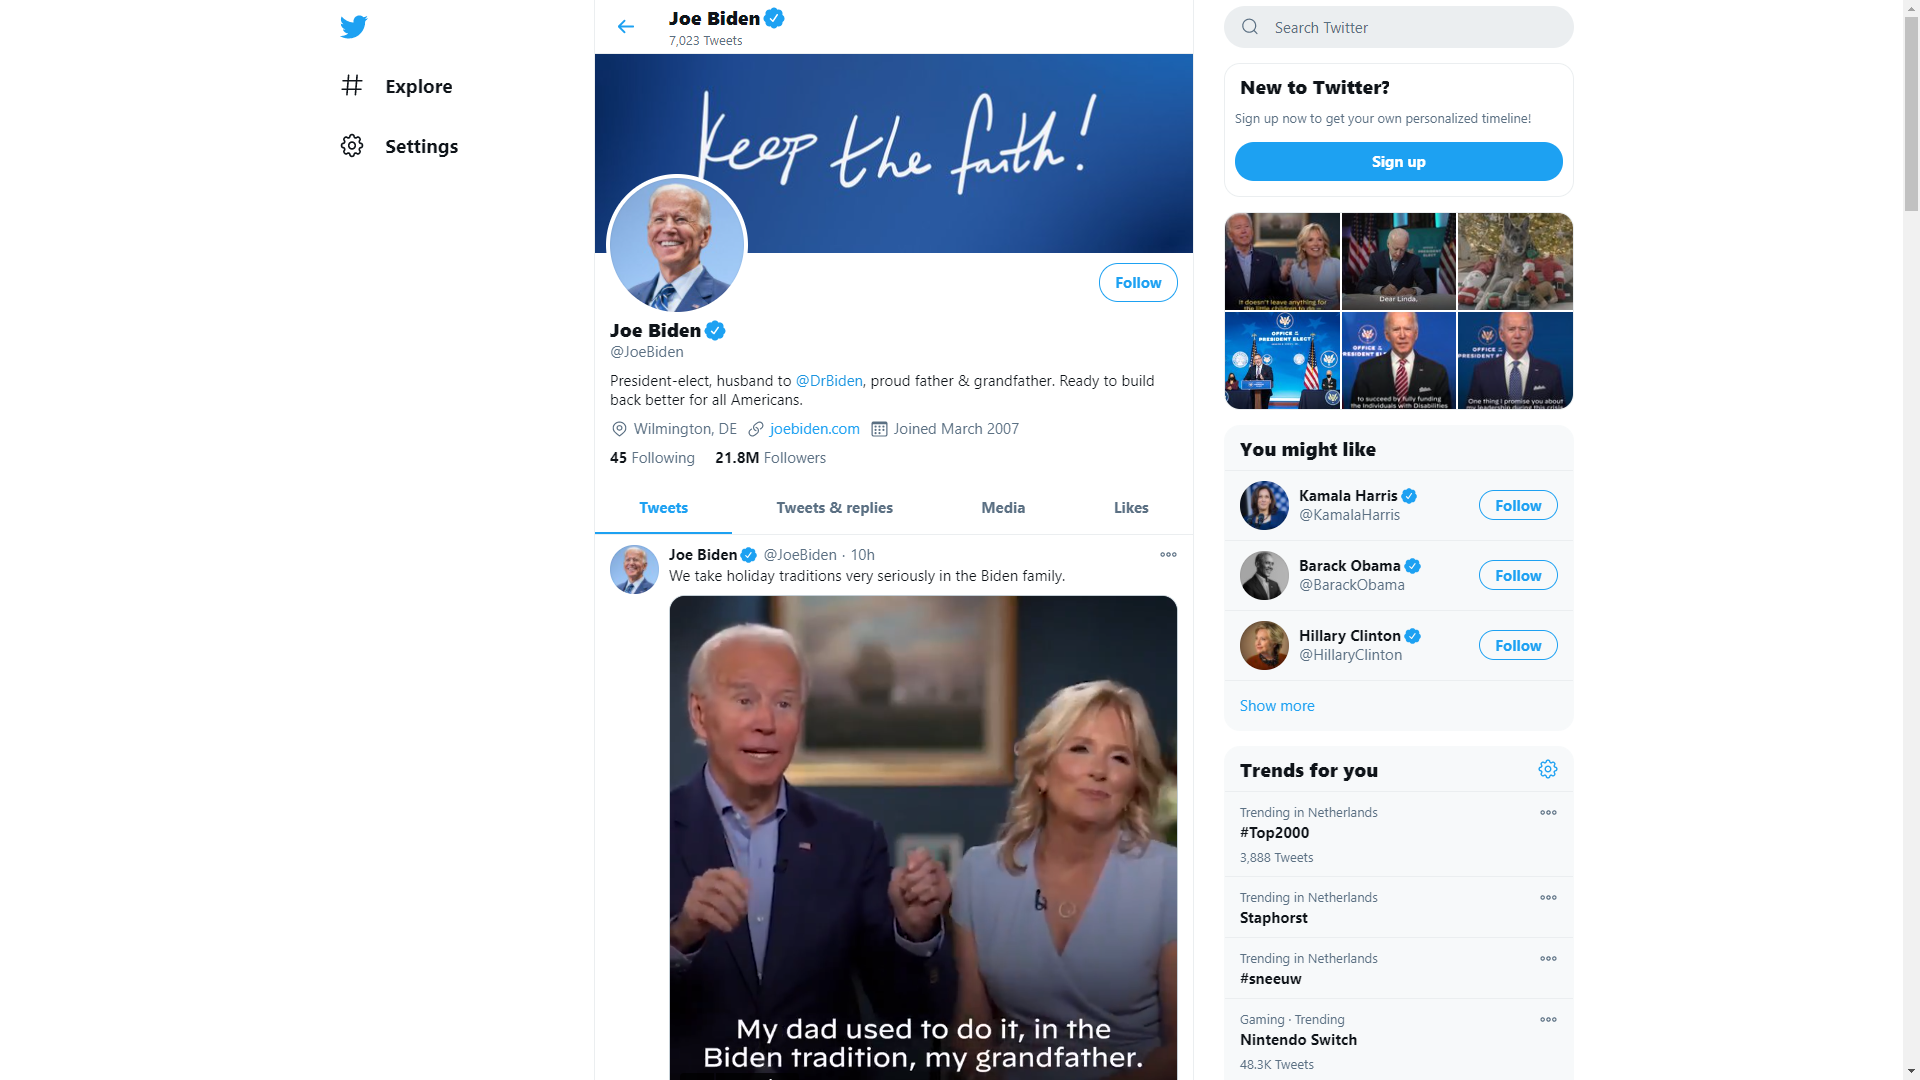 Explore
Settings
Joe Biden
7,023 Tweets
Keep the faith!
Follow
Joe Biden
@JoeBiden
President-elect, husband to @DrBiden, proud father & grandfather. Ready to build
back better for all Americans.
Wilmington, DE joebiden.com Joined March 2007
45 Following 21.8M Followers
Tweets Tweets & replies Media Likes
Joe Biden @JoeBiden · 10h
We take holiday traditions very seriously in the Biden family.
My dad used to do it, in the
Biden tradition, my grandfather.
Search Twitter
New to Twitter?
Sign up now to get your own personalized timeline!
Sign up
It doesn't leave anything for
the little children to do –
Dear Linda,
OFFICE OF THE
PRESIDENT ELECT
to succeed by fully funding
the Individuals with Disabilities
One thing I promise you about
my leadership during this crisis
You might like
Kamala Harris
@KamalaHarris
Follow
Barack Obama
@BarackObama
Follow
Hillary Clinton
@HillaryClinton
Follow
Show more
Trends for you
Trending in Netherlands
#Top2000
3,888 Tweets
Trending in Netherlands
Staphorst
Trending in Netherlands
#sneeuw
Gaming · Trending
Nintendo Switch
48.3K Tweets